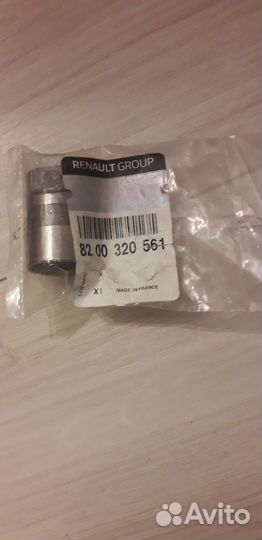 RENAULT GROUP
82 00 320 561
X1 MADE IN FRANCE
Avito